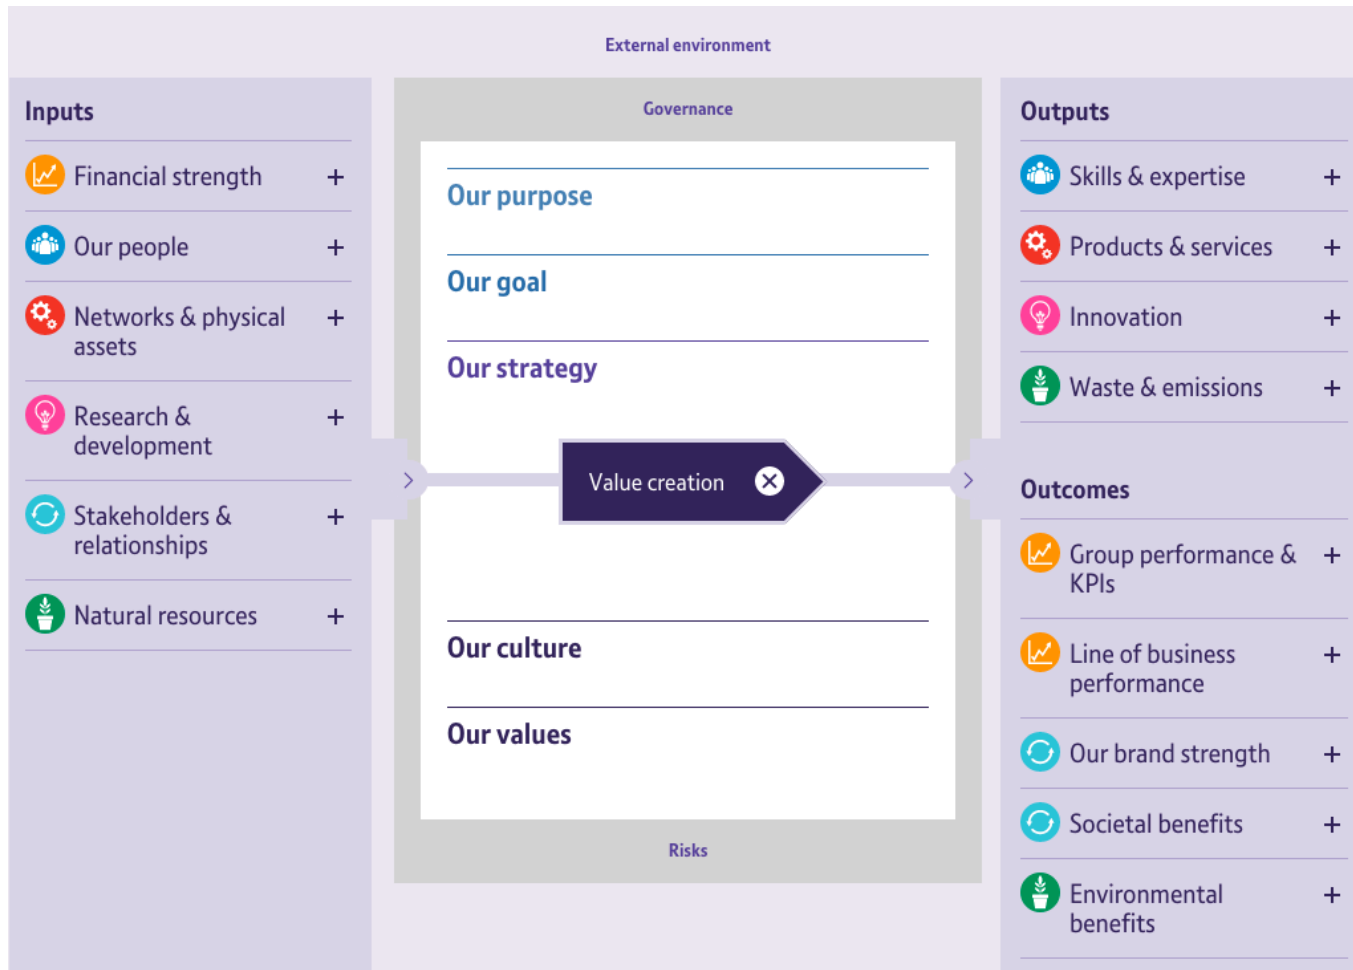 External environment
Inputs
Financial strength
Our people
Networks & physical
assets
Research &
development
Stakeholders &
relationships
Natural resources
Governance
Our purpose
Our goal
Our strategy
Value creation
Our culture
Our values
Risks
Outputs
Skills & expertise
Products & services
Innovation
Waste & emissions
Outcomes
Group performance &
KPIs
Line of business
performance
Our brand strength
Societal benefits
Environmental
benefits